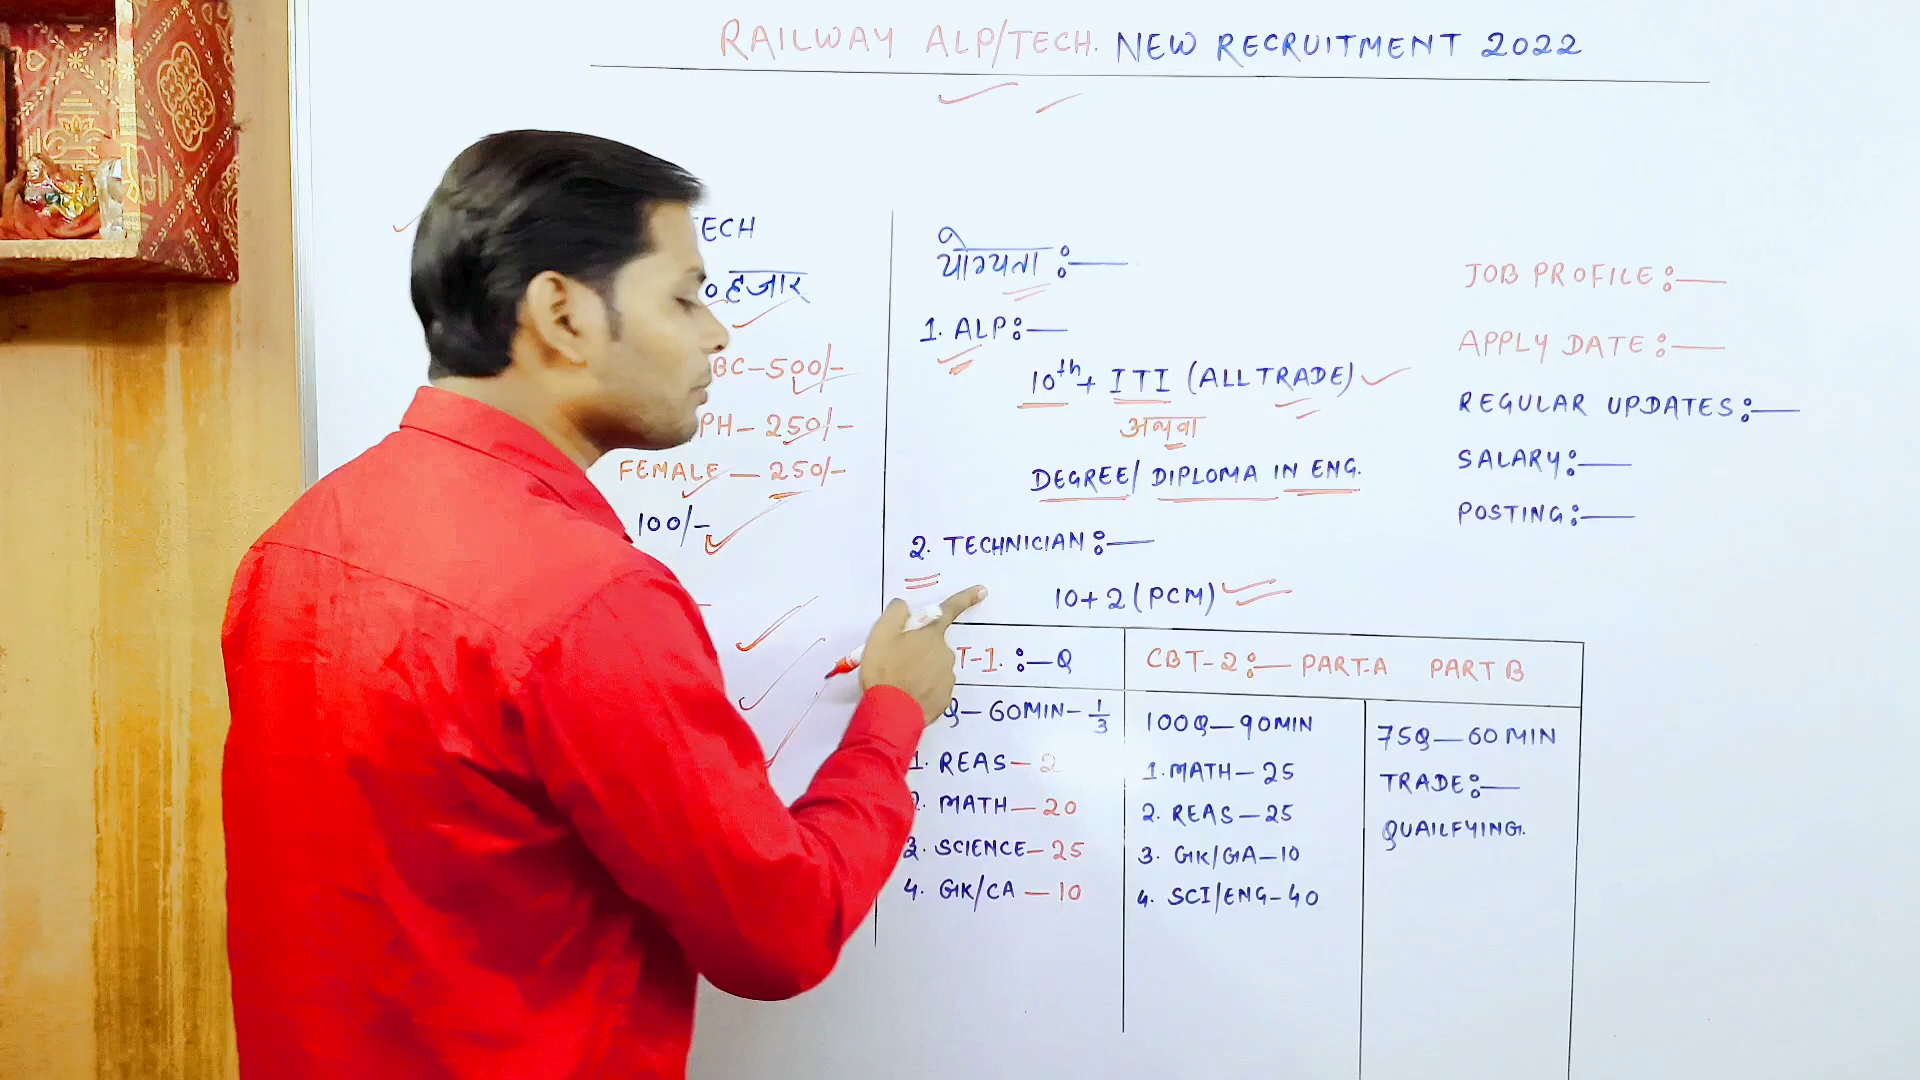 RAILWAY ALP/TECH. NEW RECRUITMENT 2022
ECH
० हजार
BC-500/-
PH-250/-
FEMALE-250/-
100/-
योग्यता :-
1. ALP:-
10th + ITI (ALL TRADE)
अथवा
DEGREE/ DIPLOMA IN ENG.
2. TECHNICIAN:-
10+2 (PCM)
T-1. :- Q
Q-60MIN-1/3
1. REAS-2
2. MATH-20
3. SCIENCE-25
4. GK/CA-10
CBT-2:- PART-A PART B
100Q-90MIN
1. MATH-25
2. REAS-25
3. GK/GA-10
4. SCI/ENG-40
75Q-60 MIN
TRADE:-
QUAILFYING.
JOB PROFILE:-
APPLY DATE:-
REGULAR UPDATES:-
SALARY:-
POSTING:-